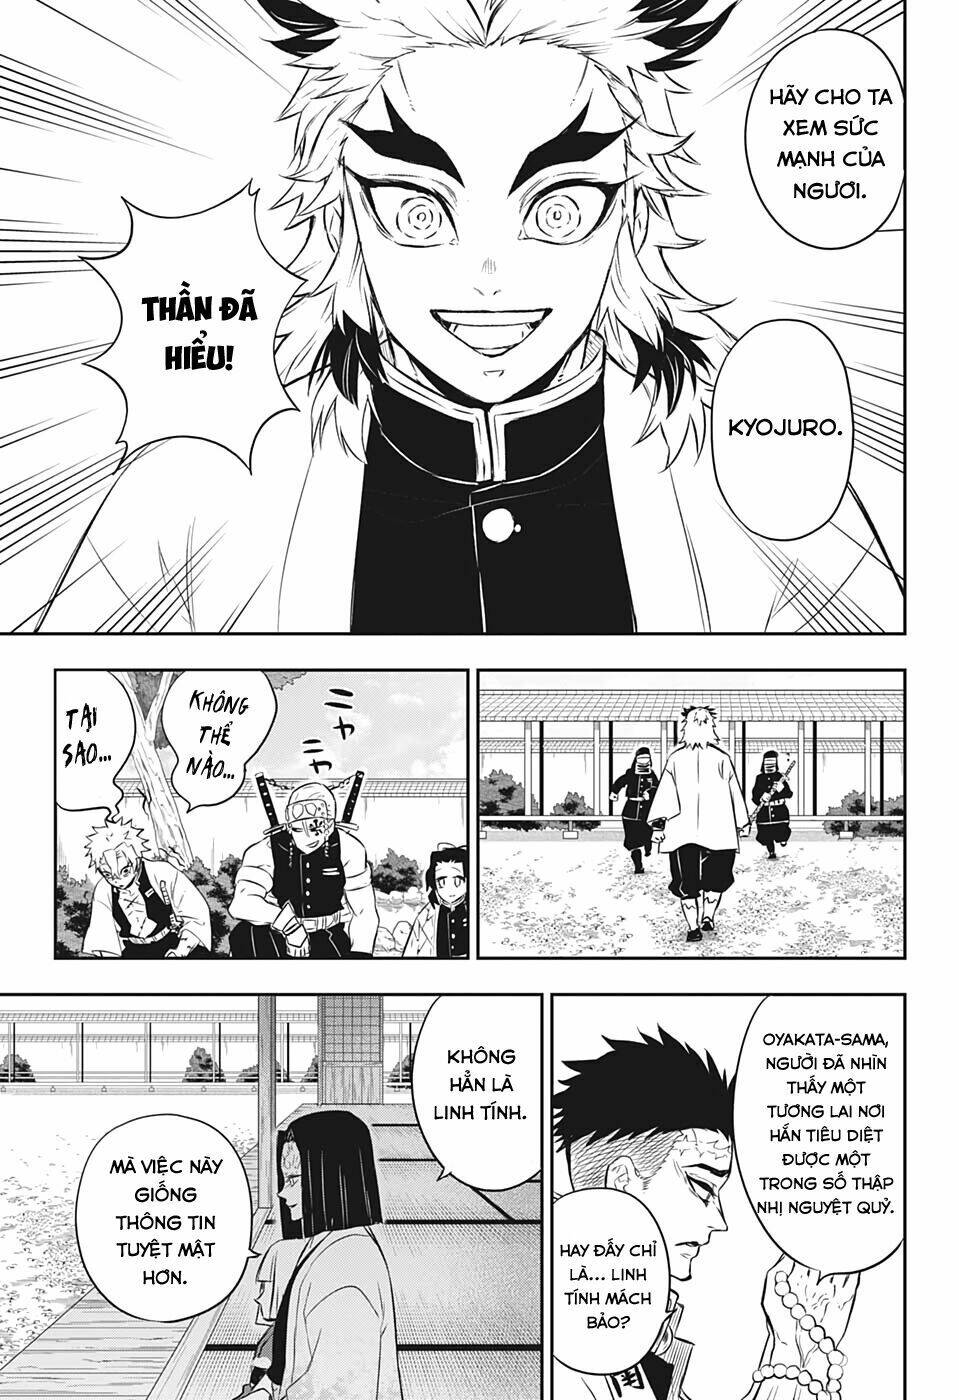 HÃY CHO TA
XEM SỨC
MẠNH CỦA
NGƯƠI.
KYOJURO.
THẦN ĐÃ
HIỂU!
ニヤ
ニヤ
KHÔNG
THỂ
NÀO...
TẠI
SAO...
OYAKATA-SAMA,
NGƯỜI ĐÃ NHÌN
THẤY MỘT
TƯƠNG LAI NƠI
HẮN TIÊU DIỆT
ĐƯỢC MỘT
TRONG SỐ THẬP
NHỊ NGUYỆT QUỶ.
HAY ĐẤY CHỈ
LÀ... LINH
TÍNH MÁCH
BẢO?
KHÔNG
HẲN LÀ
LINH TÍNH.
MÀ VIỆC NÀY
GIỐNG
THÔNG TIN
TUYỆT MẬT
HƠN.